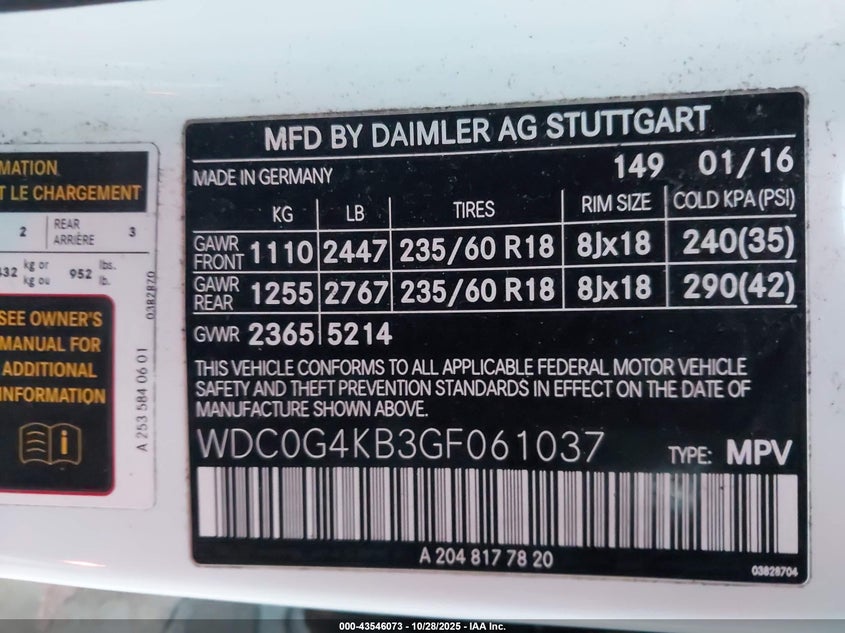 MATION
T LE CHARGEMENT
2 REAR ARRIÈRE 3
432 kg or kg ou 952 lbs. lb.
SEE OWNER'S
MANUAL FOR
ADDITIONAL
INFORMATION
A 253 584 06 01
0382870
MFD BY DAIMLER AG STUTTGART
MADE IN GERMANY 149 01/16
KG LB TIRES RIM SIZE COLD KPA (PSI)
GAWR FRONT 1110 2447 235/60 R18 8Jx18 240(35)
GAWR REAR 1255 2767 235/60 R18 8Jx18 290(42)
GVWR 2365 5214
THIS VEHICLE CONFORMS TO ALL APPLICABLE FEDERAL MOTOR VEHICLE
SAFETY AND THEFT PREVENTION STANDARDS IN EFFECT ON THE DATE OF
MANUFACTURE SHOWN ABOVE.
WDC0G4KB3GF061037 TYPE: MPV
A 204 817 78 20
03828704
000-43546073 - 10/28/2025 - IAA Inc.